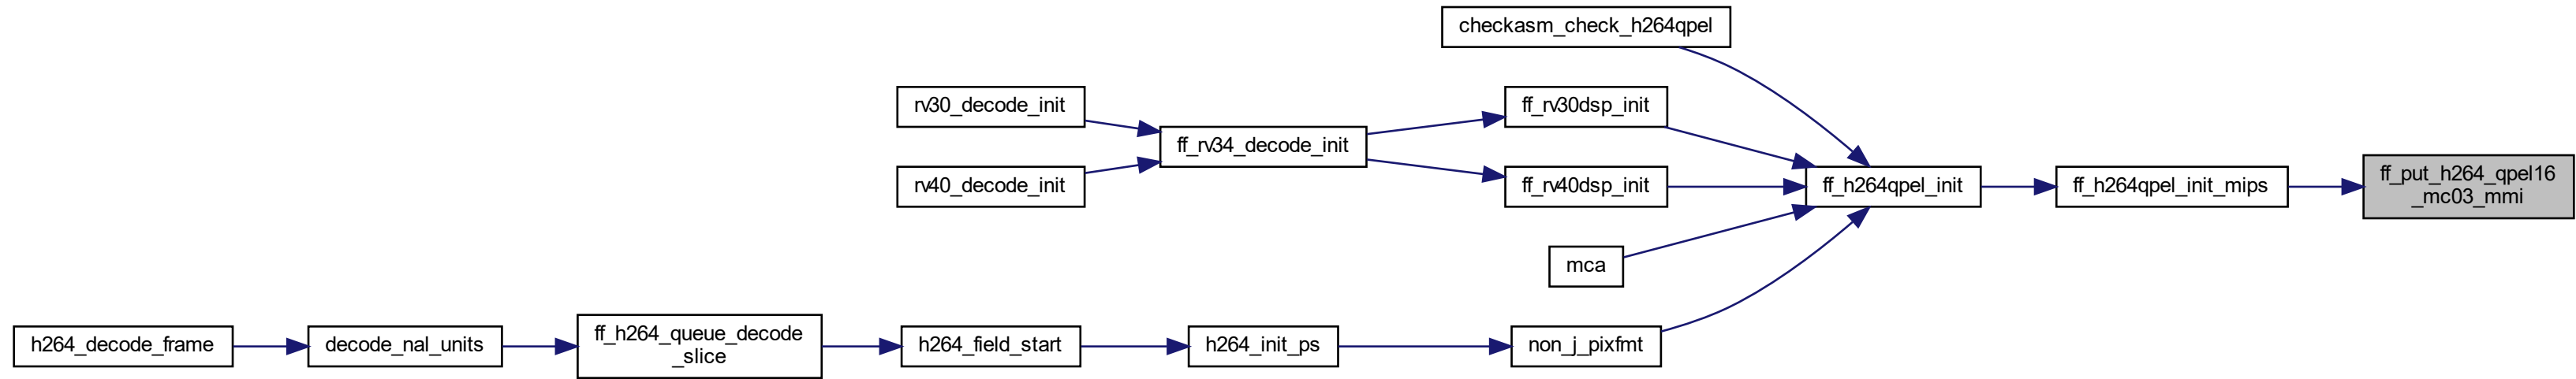 checkasm_check_h264qpel
rv30_decode_init
ff_rv30dsp_init
ff_rv34_decode_init
rv40_decode_init
ff_rv40dsp_init
ff_h264qpel_init
ff_h264qpel_init_mips
ff_put_h264_qpel16
_mc03_mmi
mca
h264_decode_frame
decode_nal_units
ff_h264_queue_decode
_slice
h264_field_start
h264_init_ps
non_j_pixfmt